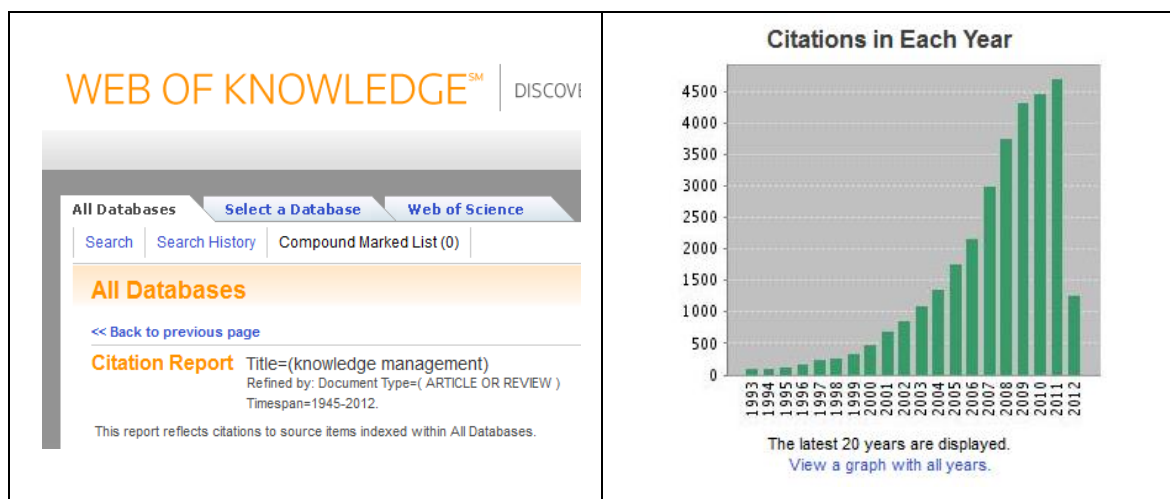 WEB OF KNOWLEDGE℠ DISCOVE
All Databases Select a Database Web of Science
Search Search History Compound Marked List (0)
All Databases
<< Back to previous page
Citation Report Title=(knowledge management)
Refined by: Document Type=( ARTICLE OR REVIEW )
Timespan=1945-2012.
This report reflects citations to source items indexed within All Databases.
Citations in Each Year
4500
4000
3500
3000
2500
2000
1500
1000
500
0
1993
1994
1995
1996
1997
1998
1999
2000
2001
2002
2003
2004
2005
2006
2007
2008
2009
2010
2011
2012
The latest 20 years are displayed.
View a graph with all years.